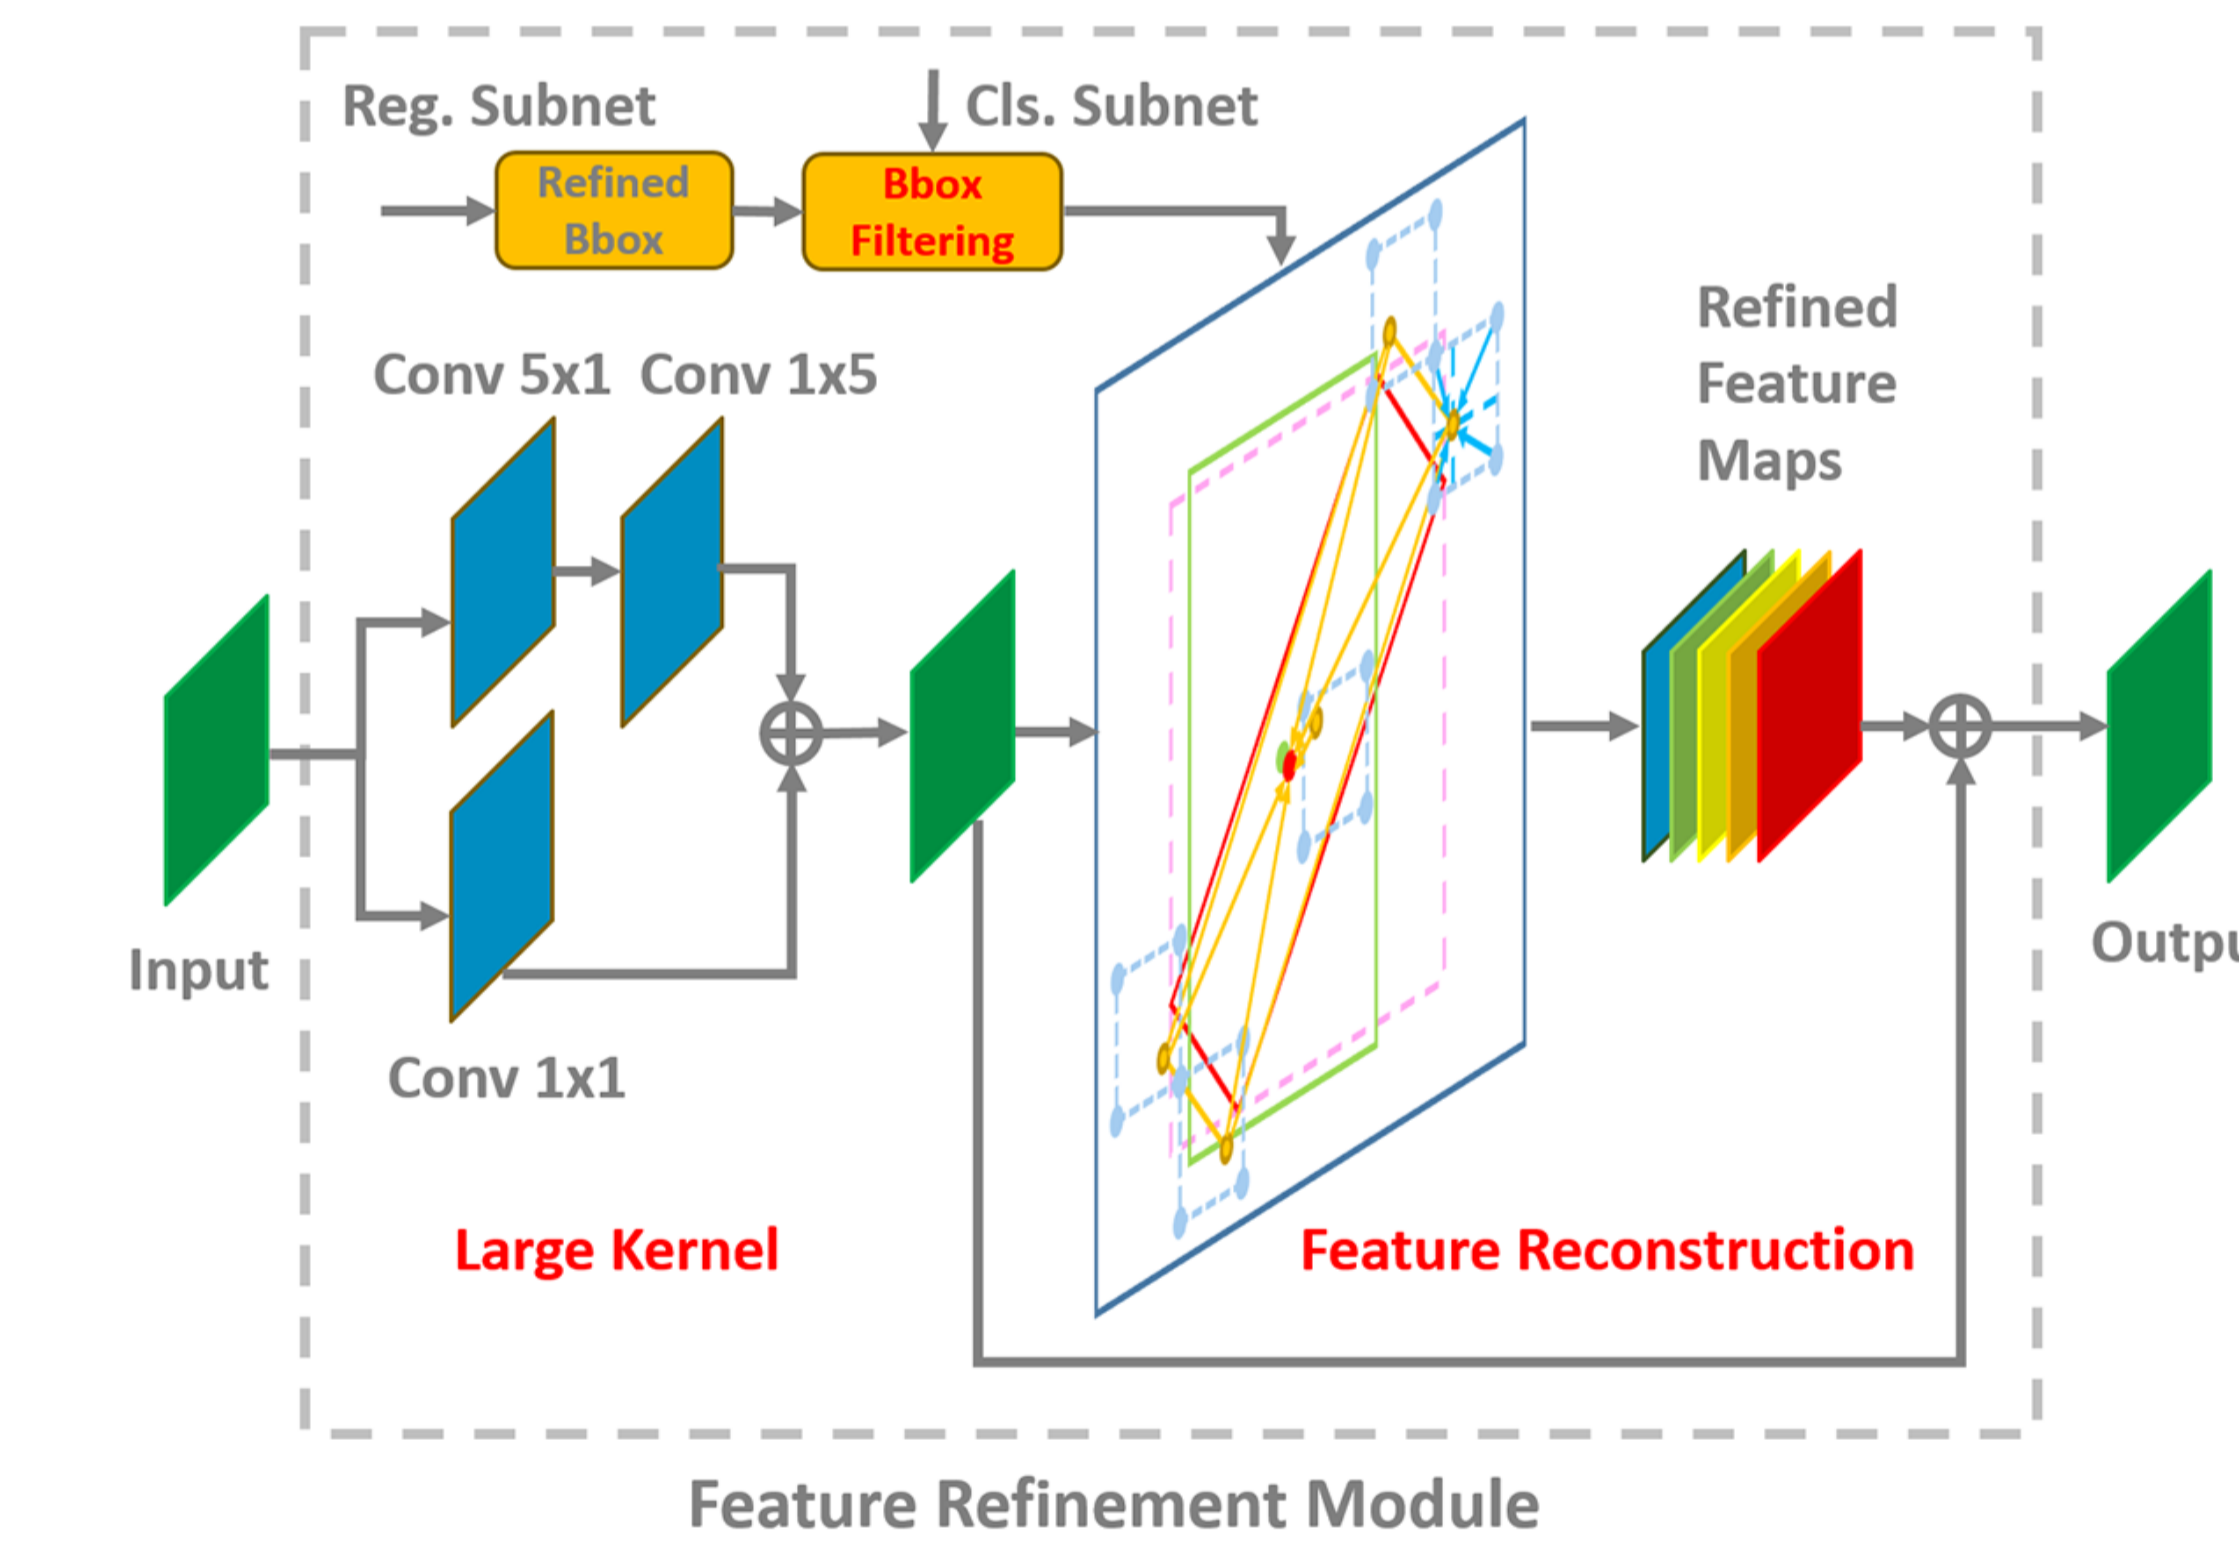 Reg. Subnet
Cls. Subnet
Refined
Bbox
Bbox
Filtering
Conv 5x1
Conv 1x5
Refined
Feature
Maps
Input
Conv 1x1
Outpu
Large Kernel
Feature Reconstruction
Feature Refinement Module